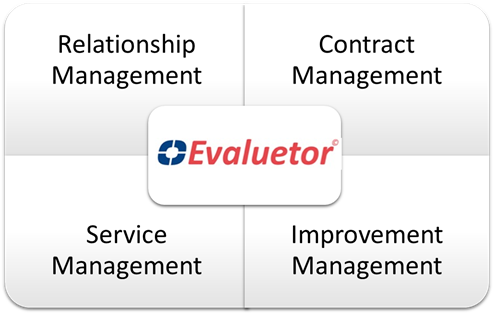 Relationship
Management
Contract
Management
Evaluetor©
Service
Management
Improvement
Management